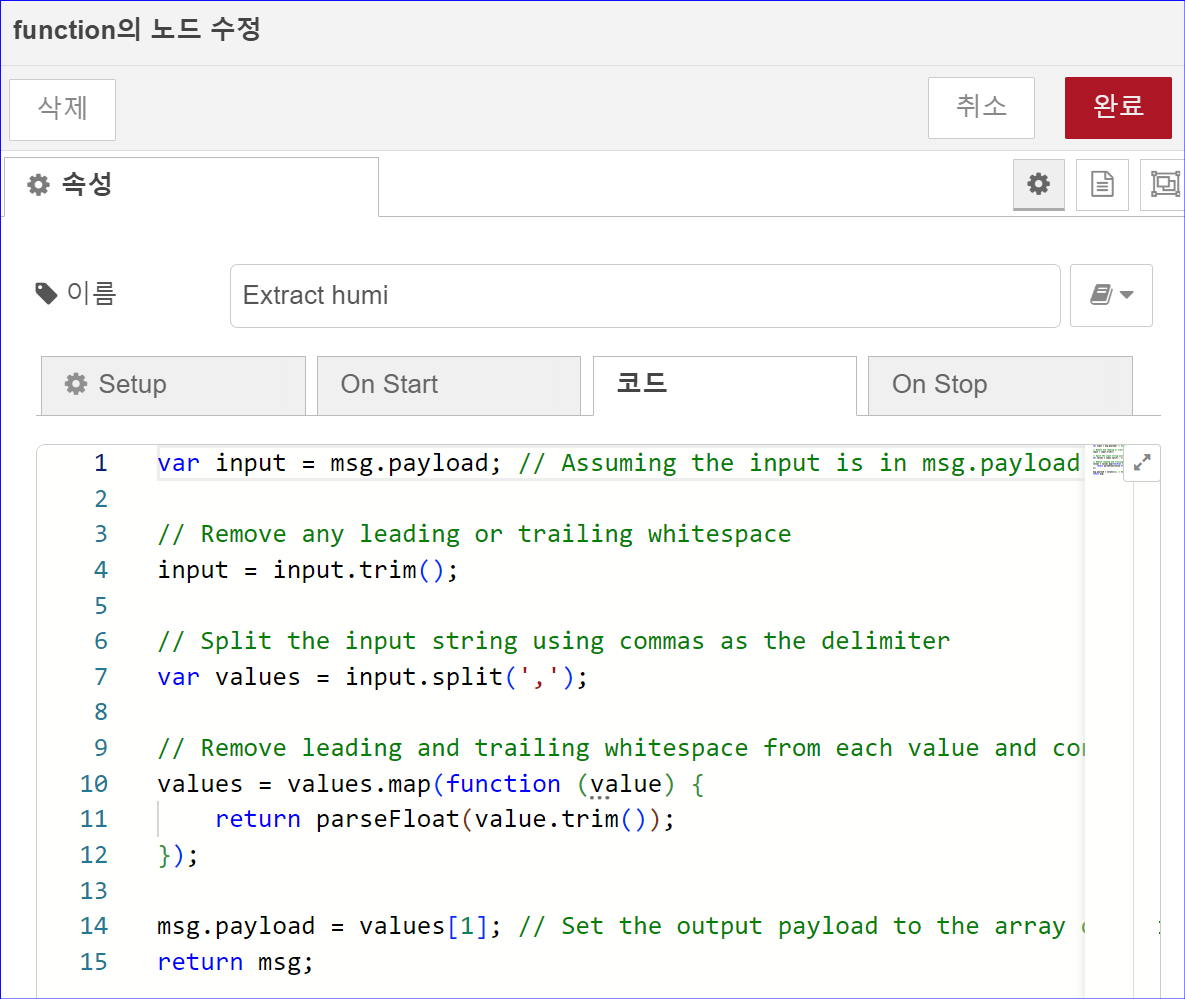 function의 노드 수정
삭제
취소
완료
속성
이름
Extract humi
Setup
On Start
코드
On Stop
1 var input = msg.payload; // Assuming the input is in msg.payload
2
3 // Remove any leading or trailing whitespace
4 input = input.trim();
5
6 // Split the input string using commas as the delimiter
7 var values = input.split(',');
8
9 // Remove leading and trailing whitespace from each value and
10 values = values.map(function (value) {
11 return parseFloat(value.trim());
12 });
13
14 msg.payload = values[1]; // Set the output payload to the array
15 return msg;